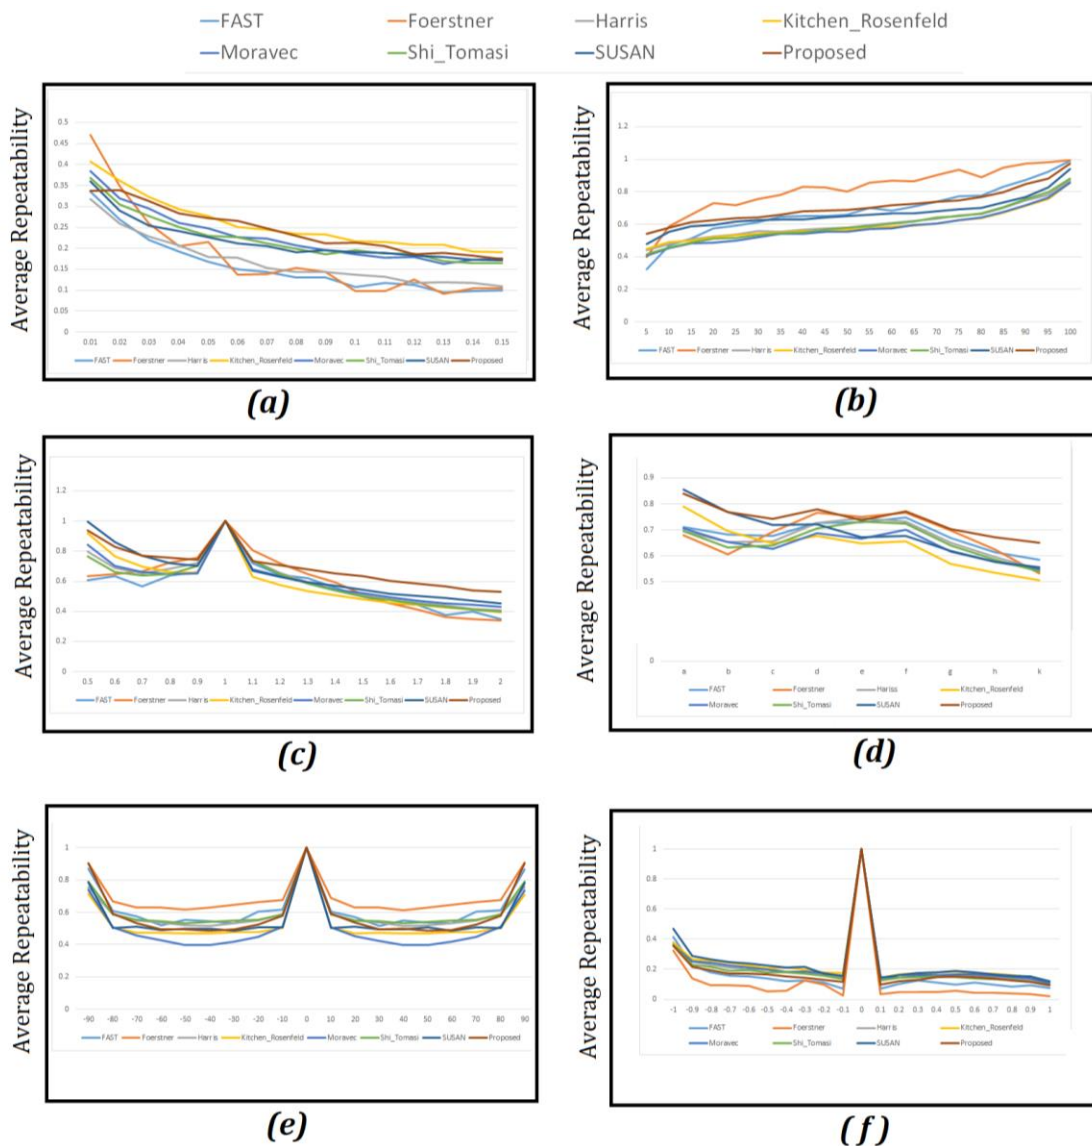 FAST Foerstner Harris Kitchen_Rosenfeld
Moravec Shi_Tomasi SUSAN Proposed
Average Repeatability
0.5
0.45
0.4
0.35
0.3
0.25
0.2
0.15
0.1
0.05
0
0.01 0.02 0.03 0.04 0.05 0.06 0.07 0.08 0.09 0.1 0.11 0.12 0.13 0.14 0.15
FAST Foerstner Harris Kitchen_Rosenfeld Moravec Shi_Tomasi SUSAN Proposed
(a)
Average Repeatability
1.2
1
0.8
0.6
0.4
0.2
0
5 10 15 20 25 30 35 40 45 50 55 60 65 70 75 80 85 90 95 100
FAST Foerstner Harris Kitchen_Rosenfeld Moravec Shi_Tomasi SUSAN Proposed
(b)
Average Repeatability
1.2
1
0.8
0.6
0.4
0.2
0
0.5 0.6 0.7 0.8 0.9 1 1.1 1.2 1.3 1.4 1.5 1.6 1.7 1.8 1.9 2
FAST Foerstner Harris Kitchen_Rosenfeld Moravec Shi_Tomasi SUSAN Proposed
(c)
Average Repeatability
0.9
0.8
0.7
0.6
0.5
0
a b c d e f g h k
FAST Foerstner Hariss Kitchen_Rosenfeld
Moravec Shi_Tomasi SUSAN Proposed
(d)
Average Repeatability
1
0.8
0.6
0.4
0.2
0
-90 -80 -70 -60 -50 -40 -30 -20 -10 0 10 20 30 40 50 60 70 80 90
FAST Foerstner Harris Kitchen_Rosenfeld Moravec Shi_Tomasi SUSAN Proposed
(e)
Average Repeatability
1
0.8
0.6
0.4
0.2
0
-1 -0.9 -0.8 -0.7 -0.6 -0.5 -0.4 -0.3 -0.2 -0.1 0 0.1 0.2 0.3 0.4 0.5 0.6 0.7 0.8 0.9 1
FAST Foerstner Harris Kitchen_Rosenfeld
Moravec Shi_Tomasi SUSAN Proposed
(f)